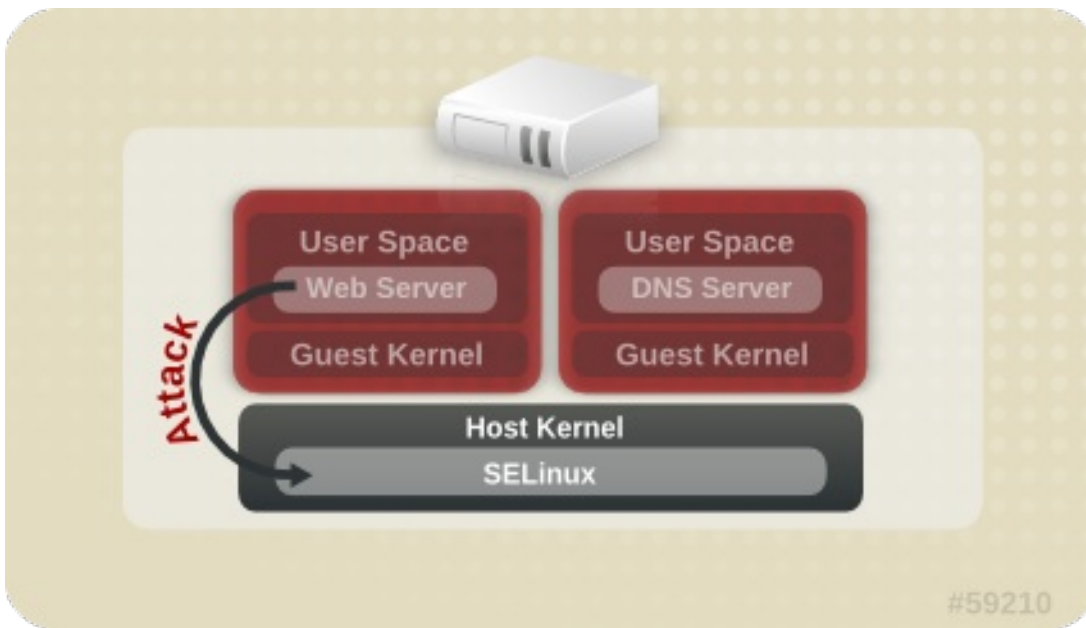 User Space
Web Server
Guest Kernel
User Space
DNS Server
Guest Kernel
Attack
Host Kernel
SELinux
#59210